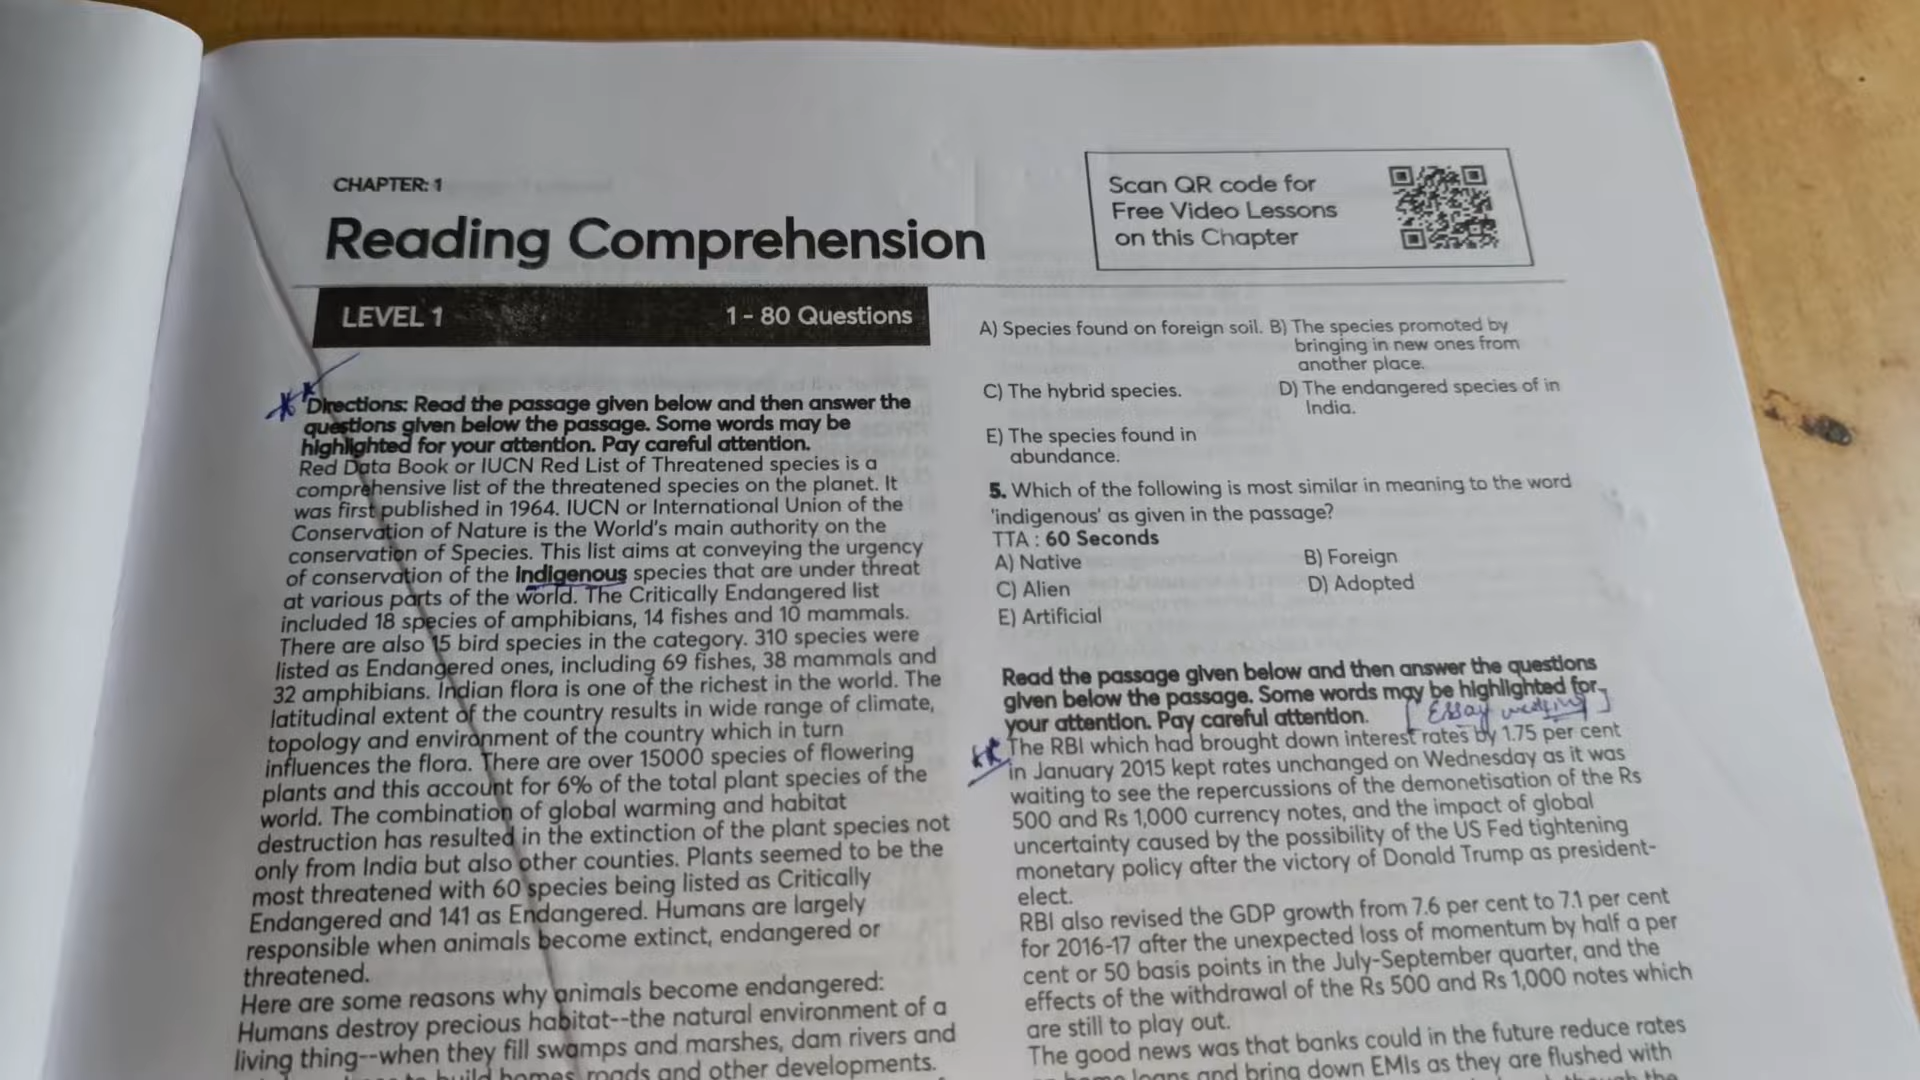 CHAPTER: 1
Reading Comprehension
Scan QR code for
Free Video Lessons
on this Chapter
LEVEL 1 1 - 80 Questions
Directions: Read the passage given below and then answer the
questions given below the passage. Some words may be
highlighted for your attention. Pay careful attention.
Red Data Book or IUCN Red List of Threatened species is a
comprehensive list of the threatened species on the planet. It
was first published in 1964. IUCN or International Union of the
Conservation of Nature is the World's main authority on the
conservation of Species. This list aims at conveying the urgency
of conservation of the Indigenous species that are under threat
at various parts of the world. The Critically Endangered list
included 18 species of amphibians, 14 fishes and 10 mammals.
There are also 15 bird species in the category. 310 species were
listed as Endangered ones, including 69 fishes, 38 mammals and
32 amphibians. Indian flora is one of the richest in the world. The
latitudinal extent of the country results in wide range of climate,
topology and environment of the country which in turn
influences the flora. There are over 15000 species of flowering
plants and this account for 6% of the total plant species of the
world. The combination of global warming and habitat
destruction has resulted in the extinction of the plant species not
only from India but also other counties. Plants seemed to be the
most threatened with 60 species being listed as Critically
Endangered and 141 as Endangered. Humans are largely
responsible when animals become extinct, endangered or
threatened.
Here are some reasons why animals become endangered:
Humans destroy precious habitat--the natural environment of a
living thing--when they fill swamps and marshes, dam rivers and
to build homes, roads and other developments.
A) Species found on foreign soil. B) The species promoted by
bringing in new ones from
another place.
C) The hybrid species. D) The endangered species of in
India.
E) The species found in
abundance.
5. Which of the following is most similar in meaning to the word
'indigenous' as given in the passage?
TTA : 60 Seconds
A) Native B) Foreign
C) Alien D) Adopted
E) Artificial
Read the passage given below and then answer the questions
given below the passage. Some words may be highlighted for
your attention. Pay careful attention. [Essay
The RBI which had brought down interest rates by 1.75 per cent
in January 2015 kept rates unchanged on Wednesday as it was
waiting to see the repercussions of the demonetisation of the Rs
500 and Rs 1,000 currency notes, and the impact of global
uncertainty caused by the possibility of the US Fed tightening
monetary policy after the victory of Donald Trump as president-
elect.
RBI also revised the GDP growth from 7.6 per cent to 7.1 per cent
for 2016-17 after the unexpected loss of momentum by half a per
cent or 50 basis points in the July-September quarter, and the
effects of the withdrawal of the Rs 500 and Rs 1,000 notes which
are still to play out.
The good news was that banks could in the future reduce rates
home loans and bring down EMIs as they are flushed with